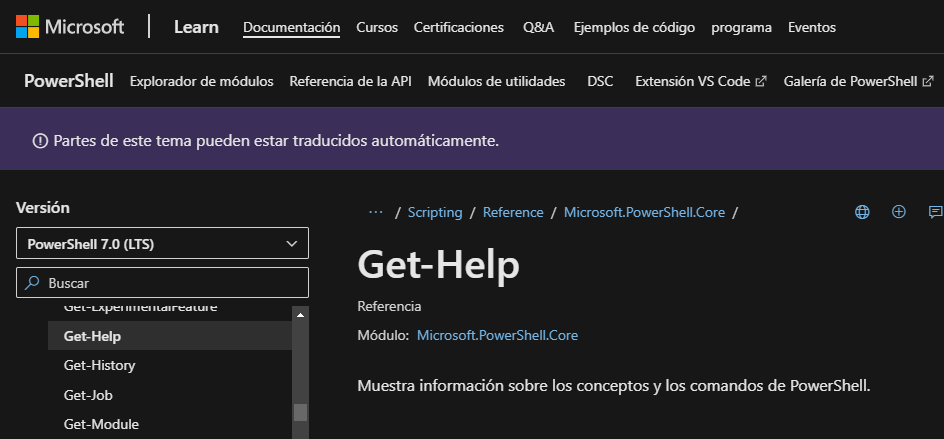 Microsoft Learn Documentación Cursos Certificaciones Q&A Ejemplos de código programa Eventos
PowerShell Explorador de módulos Referencia de la API Módulos de utilidades DSC Extensión VS Code Galería de PowerShell
Partes de este tema pueden estar traducidos automáticamente.
Versión
PowerShell 7.0 (LTS)
Buscar
Get-ExperimentalFeature
Get-Help
Get-History
Get-Job
Get-Module
... / Scripting / Reference / Microsoft.PowerShell.Core /
Get-Help
Referencia
Módulo: Microsoft.PowerShell.Core
Muestra información sobre los conceptos y los comandos de PowerShell.